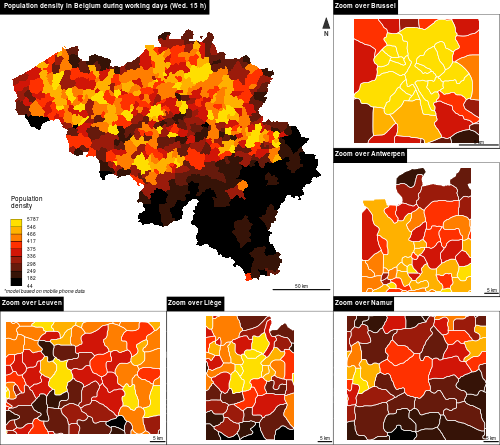 Population density in Belgium during working days (Wed. 15 h)
N
Population
density
5787
546
466
417
375
336
298
249
182
44
*model based on mobile phone data
50 km
Zoom over Brussel
Zoom over Antwerpen
5 km
Zoom over Leuven
5 km
Zoom over Liège
5 km
Zoom over Namur
5 km